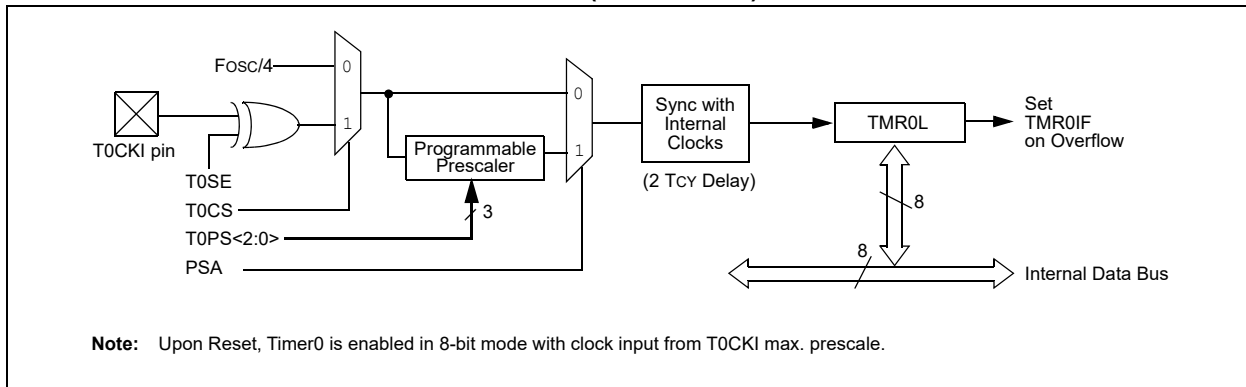 FOSC/4
0
1
T0CKI pin
T0SE
T0CS
T0PS<2:0>
PSA
Programmable
Prescaler
3
0
1
Sync with
Internal
Clocks
(2 TCY Delay)
TMR0L
Set
TMR0IF
on Overflow
8
8
Internal Data Bus
Note: Upon Reset, Timer0 is enabled in 8-bit mode with clock input from T0CKI max. prescale.